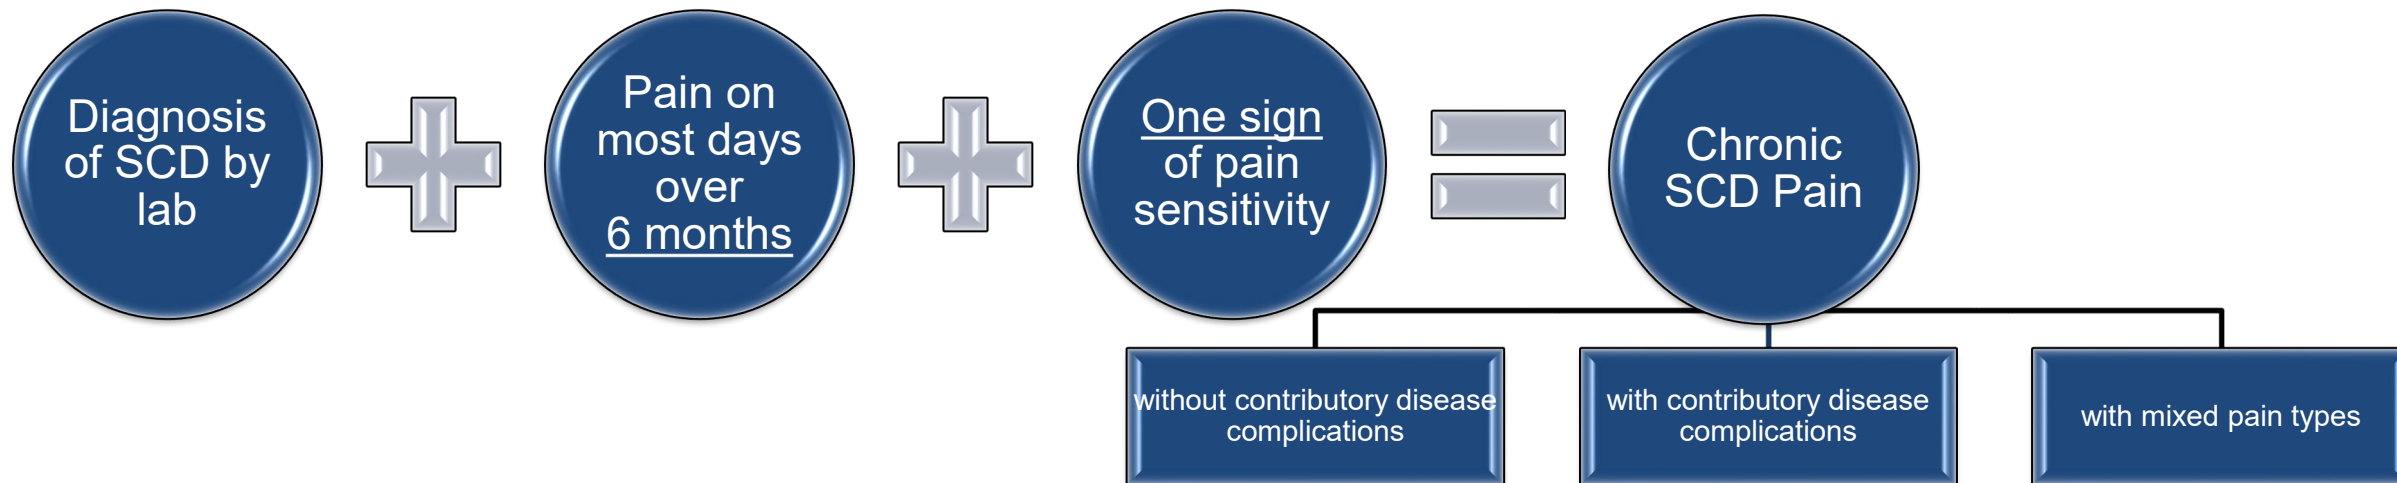 Diagnosis
of SCD by
lab
Pain on
most days
over
6 months
One sign
of pain
sensitivity
Chronic
SCD Pain
without contributory disease
complications
with contributory disease
complications
with mixed pain types